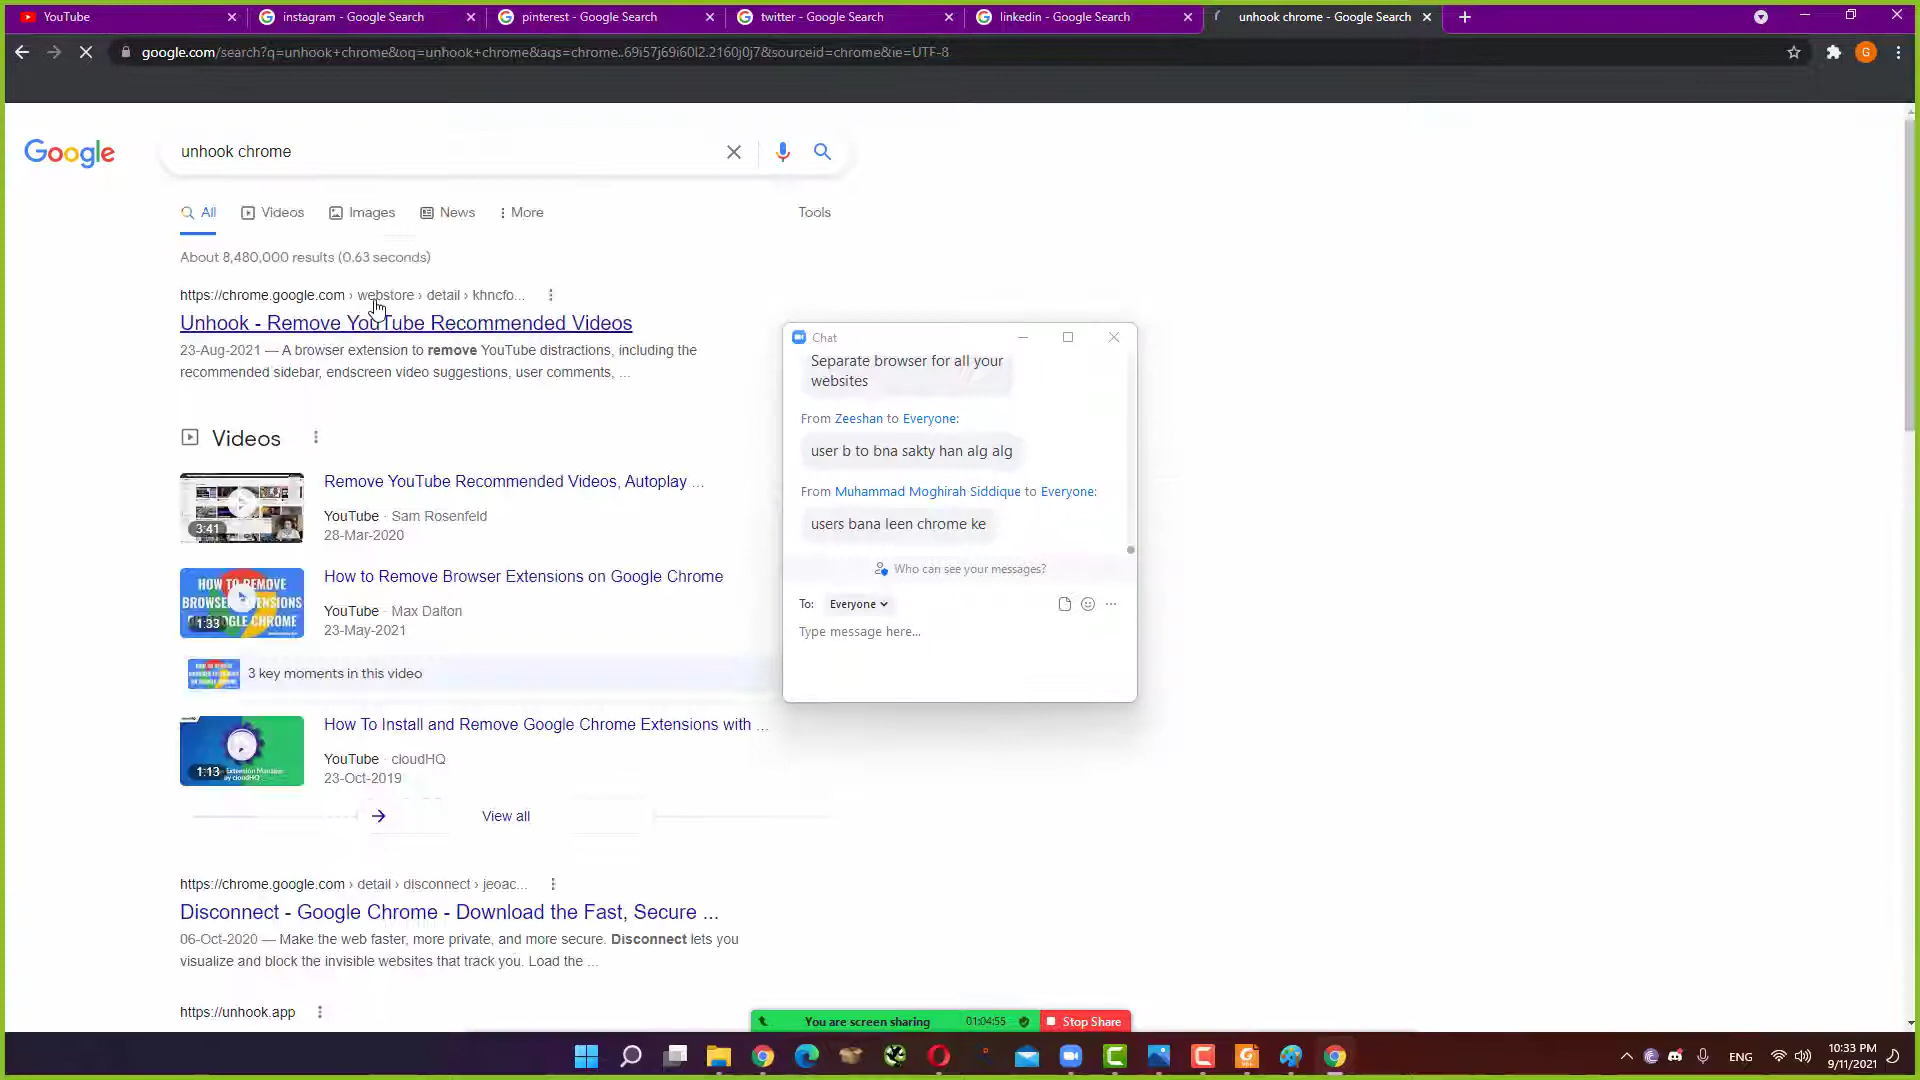 YouTube
instagram - Google Search
pinterest - Google Search
twitter - Google Search
linkedin - Google Search
unhook chrome - Google Search
google.com/search?q=unhook+chrome&oq=unhook+chrome&aqs=chrome..69i57j69i60l2.2160j0j7&sourceid=chrome&ie=UTF-8
G
Google
unhook chrome
All
Videos
Images
News
More
Tools
About 8,480,000 results (0.63 seconds)
https://chrome.google.com › webstore › detail › khncfo...
Unhook - Remove YouTube Recommended Videos
23-Aug-2021 — A browser extension to remove YouTube distractions, including the
recommended sidebar, endscreen video suggestions, user comments, ...
Videos
Remove YouTube Recommended Videos, Autoplay ...
3:41
YouTube · Sam Rosenfeld
28-Mar-2020
HOW TO REMOVE
BROWSER EXTENSIONS
1:33
How to Remove Browser Extensions on Google Chrome
YouTube · Max Dalton
23-May-2021
3 key moments in this video
How To Install and Remove Google Chrome Extensions with ...
1:13
YouTube · cloudHQ
23-Oct-2019
View all
https://chrome.google.com › detail › disconnect › jeoac...
Disconnect - Google Chrome - Download the Fast, Secure ...
06-Oct-2020 — Make the web faster, more private, and more secure. Disconnect lets you
visualize and block the invisible websites that track you. Load the ...
https://unhook.app
Chat
Separate browser for all your
websites
From Zeeshan to Everyone:
user b to bna sakty han alg alg
From Muhammad Moghirah Siddique to Everyone:
users bana leen chrome ke
Who can see your messages?
To: Everyone
Type message here...
You are screen sharing
01:04:55
Stop Share
ENG
10:33 PM
9/11/2021